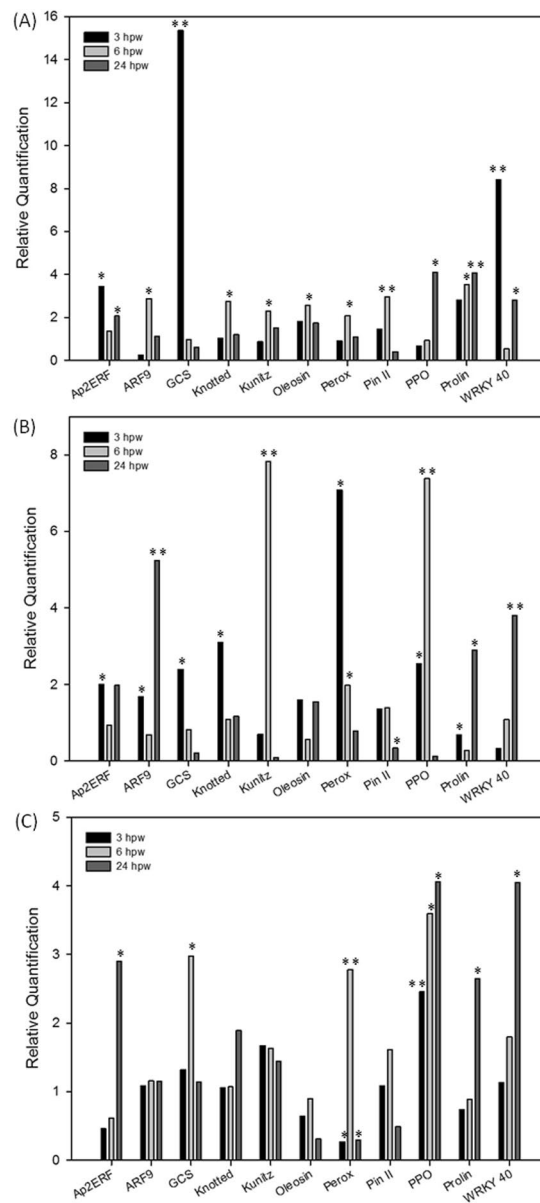 (A)
16
14
12
10
8
6
4
2
0
Relative Quantification
3 hpw
6 hpw
24 hpw
* * * * ** * * * * ** * * ** ** *
Ap2ERF ARF9 GCS Knotted Kunitz Oleosin Perox Pin II PPO Prolin WRKY 40
(B)
8
6
4
2
0
Relative Quantification
3 hpw
6 hpw
24 hpw
* * ** * * ** * * * * ** * * **
Ap2ERF ARF9 GCS Knotted Kunitz Oleosin Perox Pin II PPO Prolin WRKY 40
(C)
5
4
3
2
1
0
Relative Quantification
3 hpw
6 hpw
24 hpw
* * * ** * ** * * * *
Ap2ERF ARF9 GCS Knotted Kunitz Oleosin Perox Pin II PPO Prolin WRKY 40